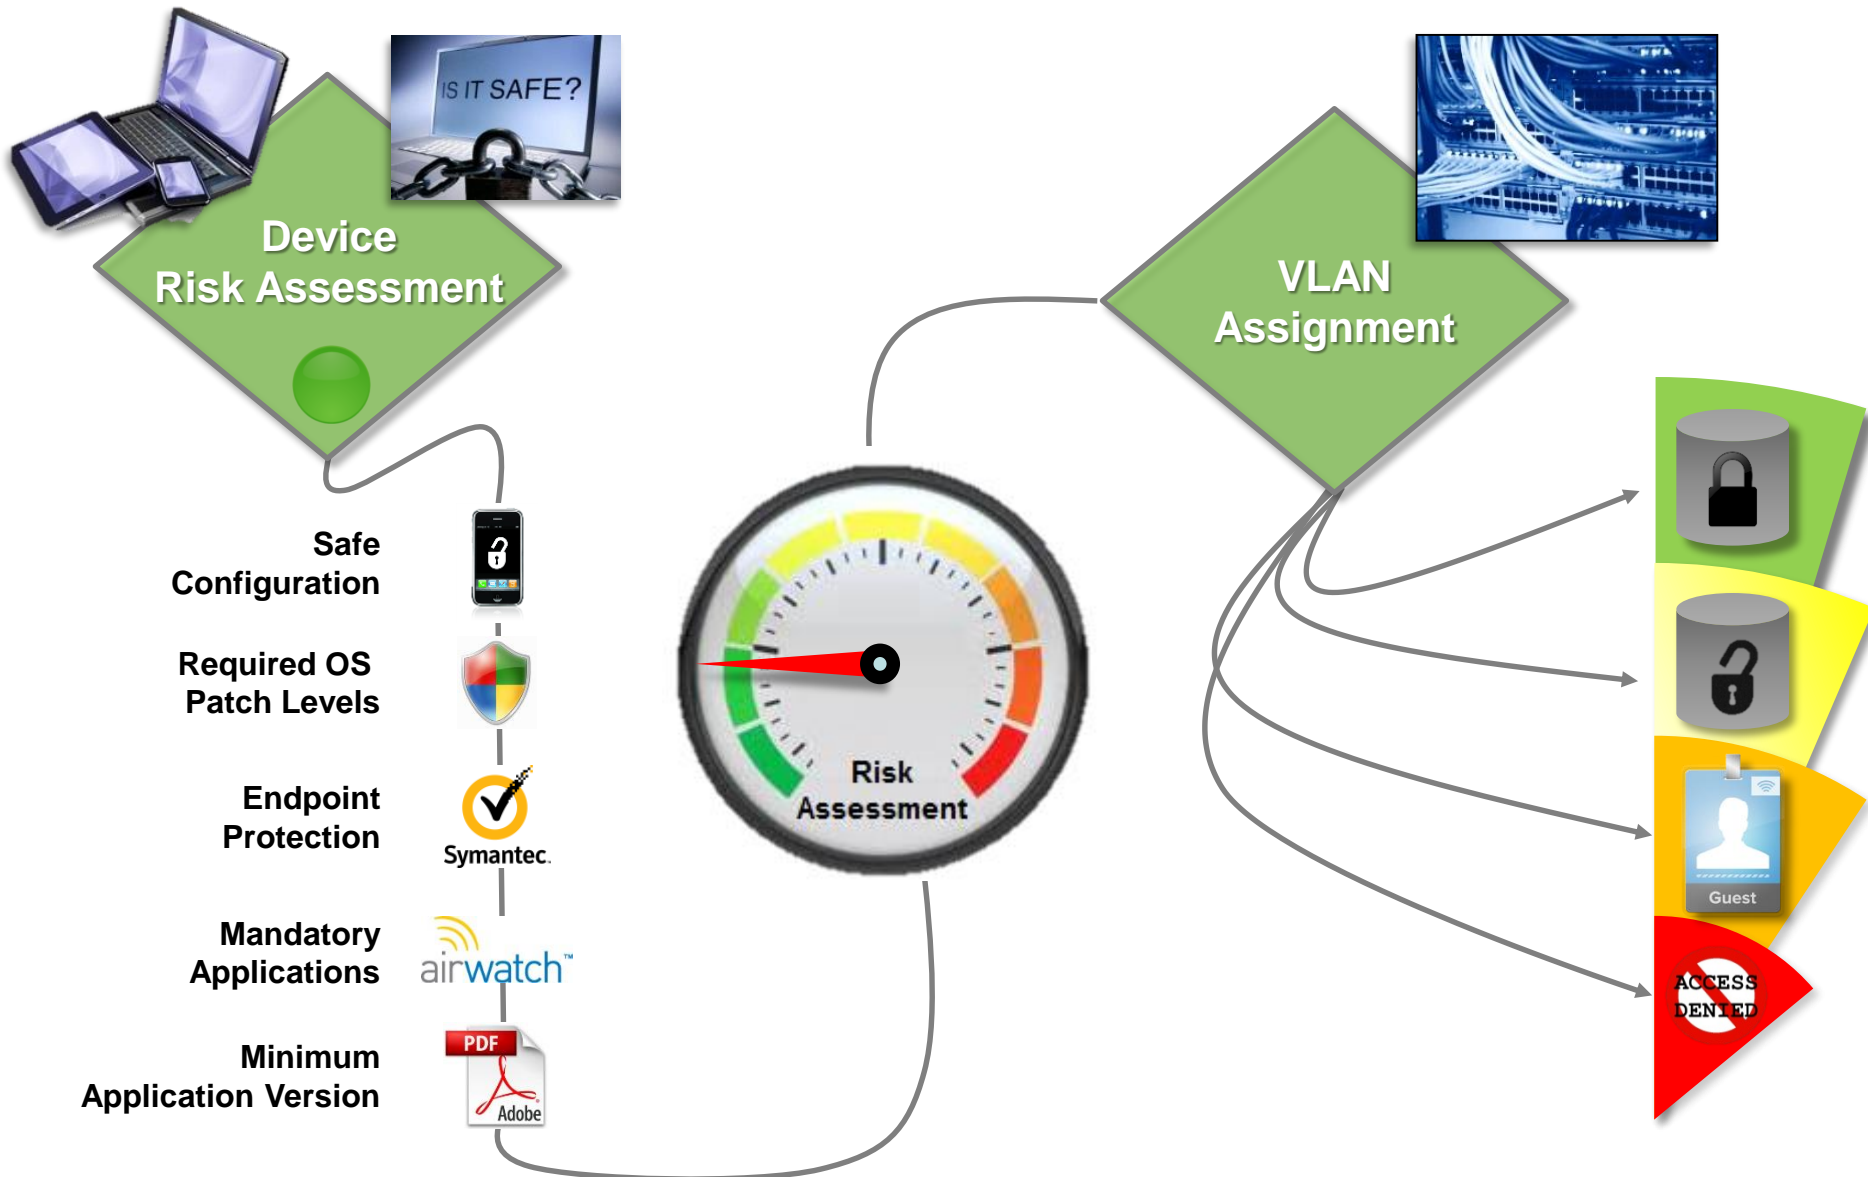 IS IT SAFE?
Device
Risk Assessment
VLAN
Assignment
Safe
Configuration
Required OS
Patch Levels
Endpoint
Protection
Symantec.
Mandatory
Applications
airwatch™
Minimum
Application Version
PDF
Adobe
Risk
Assessment
Guest
ACCESS
DENIED